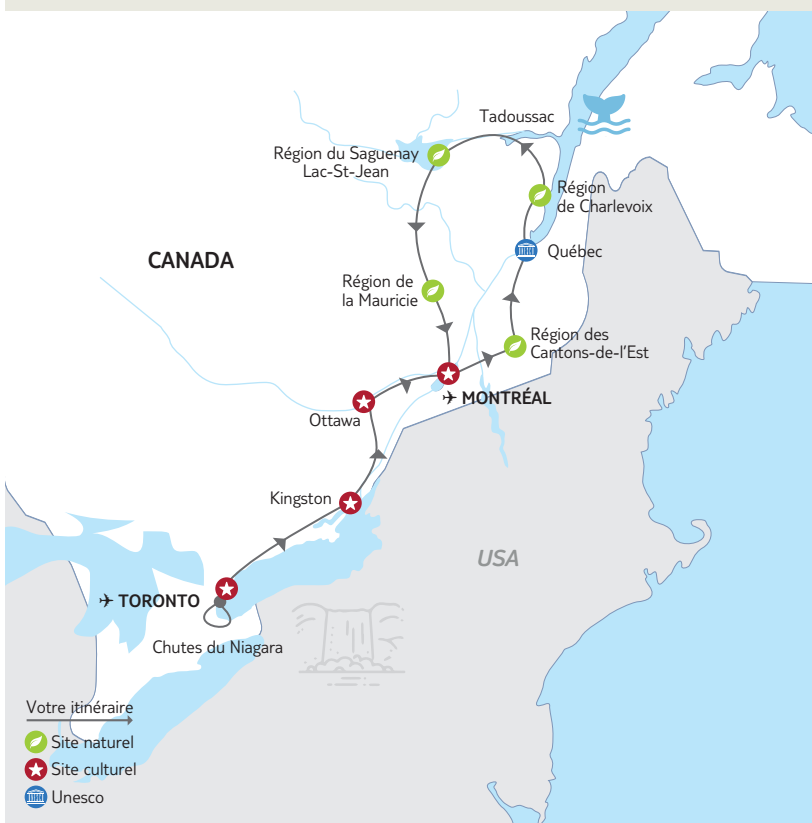 Tadoussac
Région du Saguenay
Lac-St-Jean
Région
de Charlevoix
CANADA
Québec
Région de
la Mauricie
Région des
Cantons-de-l'Est
MONTRÉAL
Ottawa
Kingston
USA
TORONTO
Chutes du Niagara
Votre itinéraire
Site naturel
Site culturel
Unesco